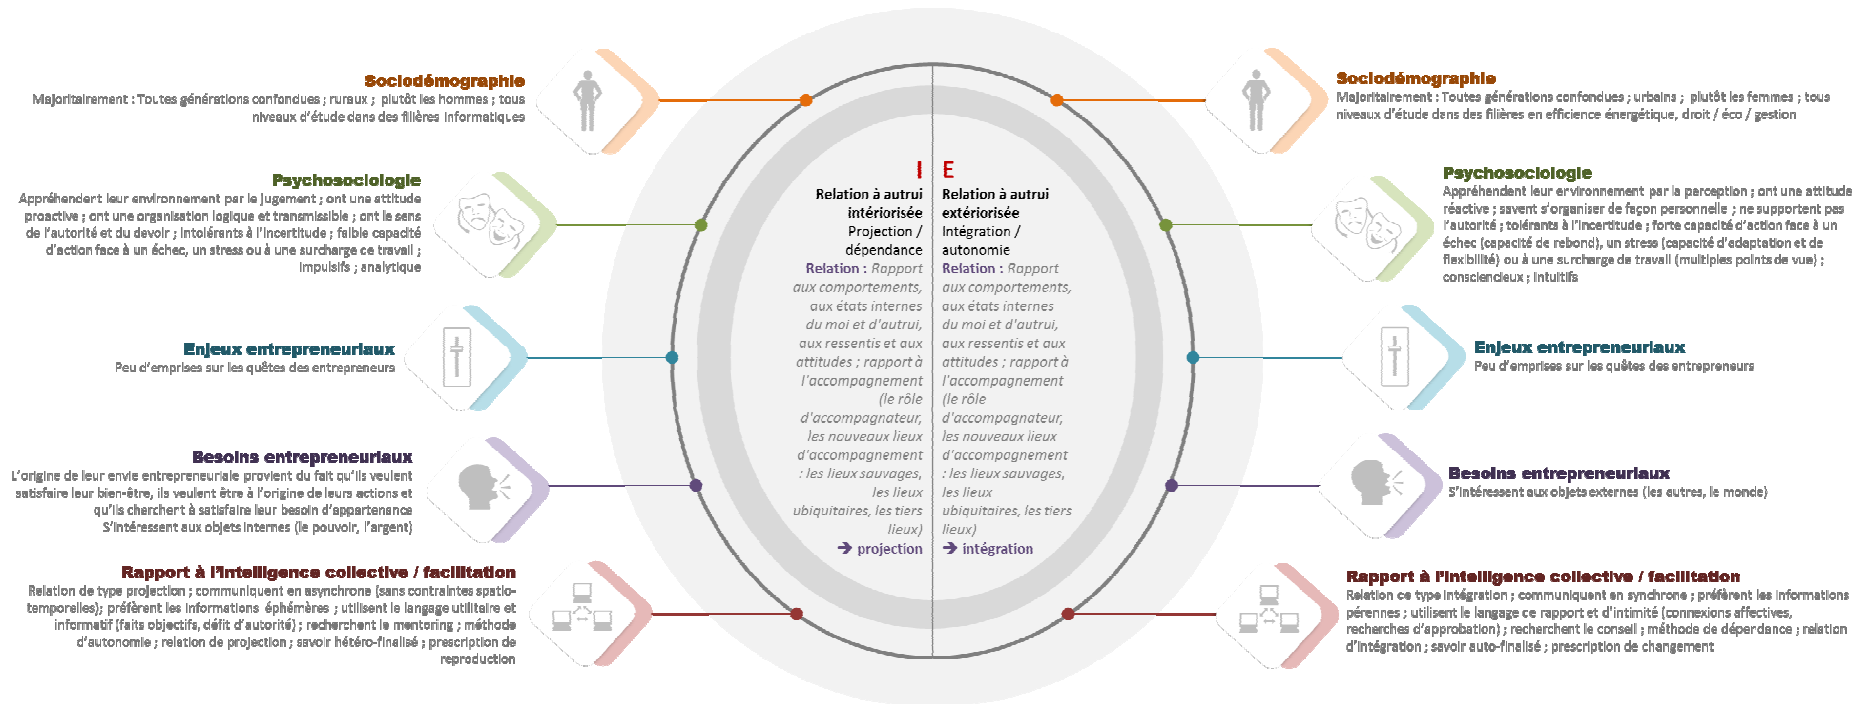 Sociodémographie
Majoritairement : Toutes générations confondues ; ruraux ; plutôt les hommes ; tous
niveaux d'étude dans des filières informatiques
Psychosociologie
Appréhendent leur environnement par le jugement ; ont une attitude
proactive ; ont une organisation logique et transmissible ; ont le sens
de l'autorité et du devoir ; intolérants à l'incertitude ; faible capacité
d'action face à un échec, un stress ou à une surcharge ce travail ;
impulsifs ; analytique
Enjeux entrepreneuriaux
Peu d'emprises sur les quêtes des entrepreneurs
Besoins entrepreneuriaux
L'origine de leur envie entrepreneuriale provient du fait qu'ils veulent
satisfaire leur bien-être, ils veulent être à l'origine de leurs actions et
qu'ils cherchent à satisfaire leur besoin d'appartenance
S'intéressent aux objets internes (le pouvoir, l'argent)
Rapport à l'intelligence collective / facilitation
Relation de type projection ; communiquent en asynchrone (sans contraintes spatio-
temporelles); préfèrent les informations éphémères ; utilisent le langage utilitaire et
informatif (faits objectifs, défit d'autorité) ; recherchent le mentoring ; méthode
d'autonomie ; relation de projection ; savoir hétéro-finalisé ; prescription de
reproduction
I
Relation à autrui
intériorisée
Projection /
dépendance
Relation : Rapport
aux comportements,
aux états internes
du moi et d'autrui,
aux ressentis et aux
attitudes ; rapport à
l'accompagnement
(le rôle
d'accompagnateur,
les nouveaux lieux
d'accompagnement
: les lieux sauvages,
les lieux
ubiquitaires, les tiers
lieux)
➔ projection
E
Relation à autrui
extériorisée
Intégration /
autonomie
Relation : Rapport
aux comportements,
aux états internes
du moi et d'autrui,
aux ressentis et aux
attitudes ; rapport à
l'accompagnement
(le rôle
d'accompagnateur,
les nouveaux lieux
d'accompagnement
: les lieux sauvages,
les lieux
ubiquitaires, les tiers
lieux)
➔ intégration
Sociodémographie
Majoritairement : Toutes générations confondues ; urbains ; plutôt les femmes ; tous
niveaux d'étude dans des filières en efficience énergétique, droit / éco / gestion
Psychosociologie
Appréhendent leur environnement par la perception ; ont une attitude
réactive ; savent s'organiser de façon personnelle ; ne supportent pas
l'autorité ; tolérants à l'incertitude ; forte capacité d'action face à un
échec (capacité de rebond), un stress (capacité d'adaptation et de
flexibilité) ou à une surcharge de travail (multiples points de vue) ;
consciencieux ; intuitifs
Enjeux entrepreneuriaux
Peu d'emprises sur les quêtes des entrepreneurs
Besoins entrepreneuriaux
S'intéressent aux objets externes (les autres, le monde)
Rapport à l'intelligence collective / facilitation
Relation ce type intégration ; communiquent en synchrone ; préfèrent les informations
pérennes ; utilisent le langage ce rapport et d'intimité (connexions affectives,
recherches d'approbation) ; recherchent le conseil ; méthode de dépendance ; relation
d'intégration ; savoir auto-finalisé ; prescription de changement